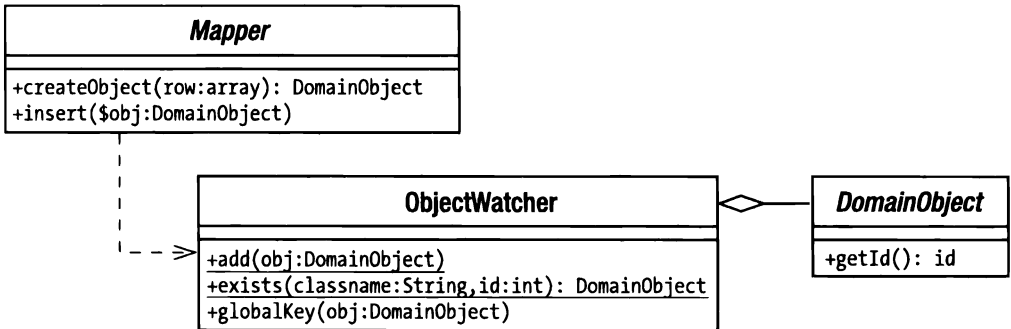 Mapper
+createObject(row:array): DomainObject
+insert($obj:DomainObject)
ObjectWatcher
+add(obj:DomainObject)
+exists(classname:String,id:int): DomainObject
+globalKey(obj:DomainObject)
DomainObject
+getId(): id